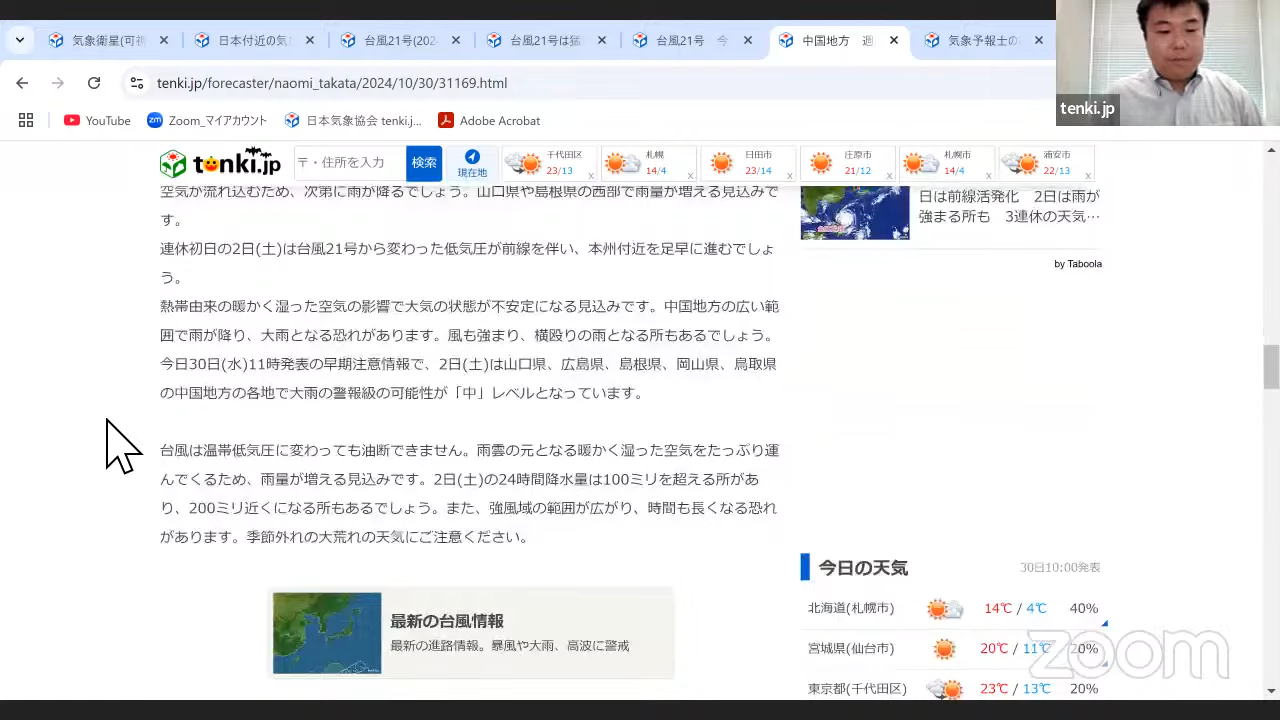 気象衛星(可視
日本付近の気
台風21号(202
台風21号は猛
台風21号 今
中国地方 週
気象予報士の
tenki.jp/forecaster/naomi_takata/2024/10/30/31169.html
YouTube
Zoom_マイアカウント
日本気象協会 tenki...
Adobe Acrobat
tenki.jp
tenki.jp
〒・住所を入力
検索
現在地
千代田区
23/13
x
札幌
14/4
x
日田市
23/14
x
庄原市
21/12
x
札幌市
14/4
x
浦安市
22/13
x
空気が流れ込むため、次第に雨が降るでしょう。山口県や島根県の西部で雨量が増える見込みで
す。
連休初日の2日(土)は台風21号から変わった低気圧が前線を伴い、本州付近を足早に進むでしょ
う。
熱帯由来の暖かく湿った空気の影響で大気の状態が不安定になる見込みです。中国地方の広い範
囲で雨が降り、大雨となる恐れがあります。風も強まり、横殴りの雨となる所もあるでしょう。
今日30日(水)11時発表の早期注意情報で、2日(土)は山口県、広島県、島根県、岡山県、鳥取県
の中国地方の各地で大雨の警報級の可能性が「中」レベルとなっています。
台風は温帯低気圧に変わっても油断できません。雨雲の元となる暖かく湿った空気をたっぷり運
んでくるため、雨量が増える見込みです。2日(土)の24時間降水量は100ミリを超える所があ
り、200ミリ近くになる所もあるでしょう。また、強風域の範囲が広がり、時間も長くなる恐れ
があります。季節外れの大荒れの天気にご注意ください。
最新の台風情報
最新の進路情報。暴風や大雨、高波に警戒
日は前線活発化 2日は雨が
強まる所も 3連休の天気…
by Taboola
今日の天気
30日10:00発表
北海道(札幌市)
14℃ / 4℃
40%
宮城県(仙台市)
20℃ / 11℃
20%
東京都(千代田区)
23℃ / 13℃
20%
zoom